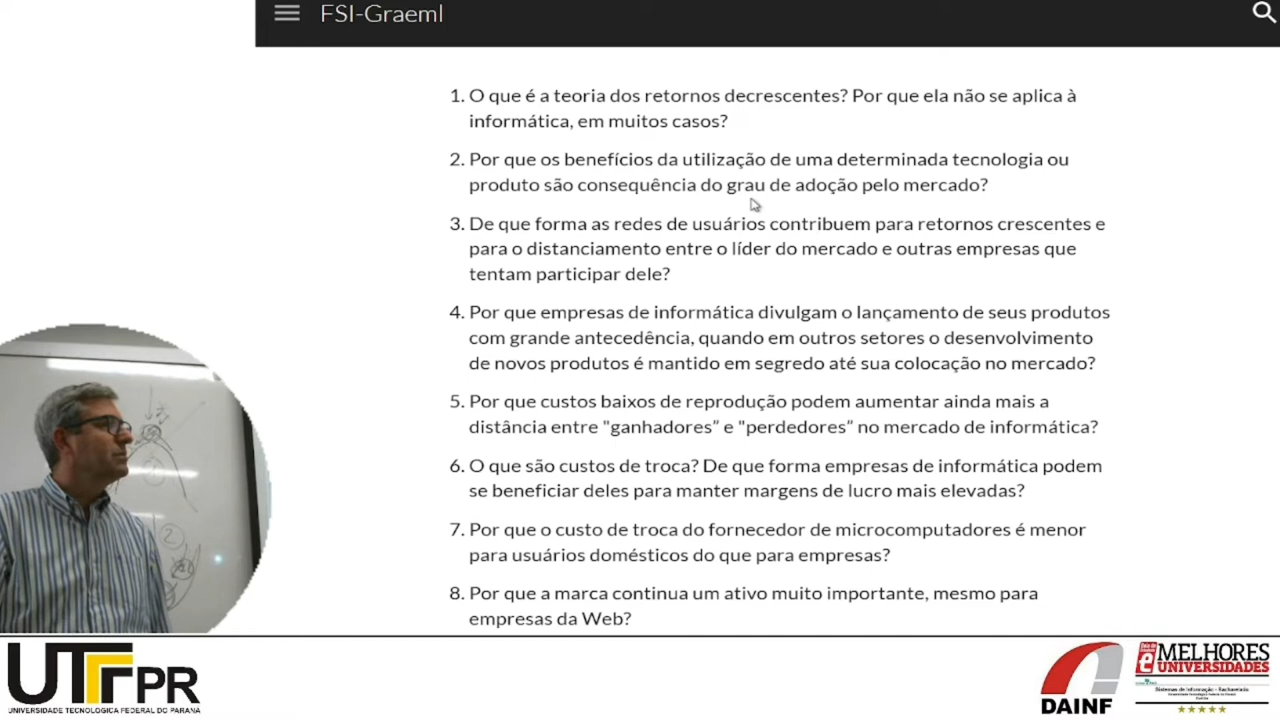 FSI-Graeml
1. O que é a teoria dos retornos decrescentes? Por que ela não se aplica à
informática, em muitos casos?
2. Por que os benefícios da utilização de uma determinada tecnologia ou
produto são consequência do grau de adoção pelo mercado?
3. De que forma as redes de usuários contribuem para retornos crescentes e
para o distanciamento entre o líder do mercado e outras empresas que
tentam participar dele?
4. Por que empresas de informática divulgam o lançamento de seus produtos
com grande antecedência, quando em outros setores o desenvolvimento
de novos produtos é mantido em segredo até sua colocação no mercado?
5. Por que custos baixos de reprodução podem aumentar ainda mais a
distância entre "ganhadores" e "perdedores" no mercado de informática?
6. O que são custos de troca? De que forma empresas de informática podem
se beneficiar deles para manter margens de lucro mais elevadas?
7. Por que o custo de troca do fornecedor de microcomputadores é menor
para usuários domésticos do que para empresas?
8. Por que a marca continua um ativo muito importante, mesmo para
empresas da Web?
2
UTFPR
UNIVERSIDADE TECNOLÓGICA FEDERAL DO PARANÁ
DAINF
MELHORES
UNIVERSIDADES
Sistemas de Informação - Bacharelado